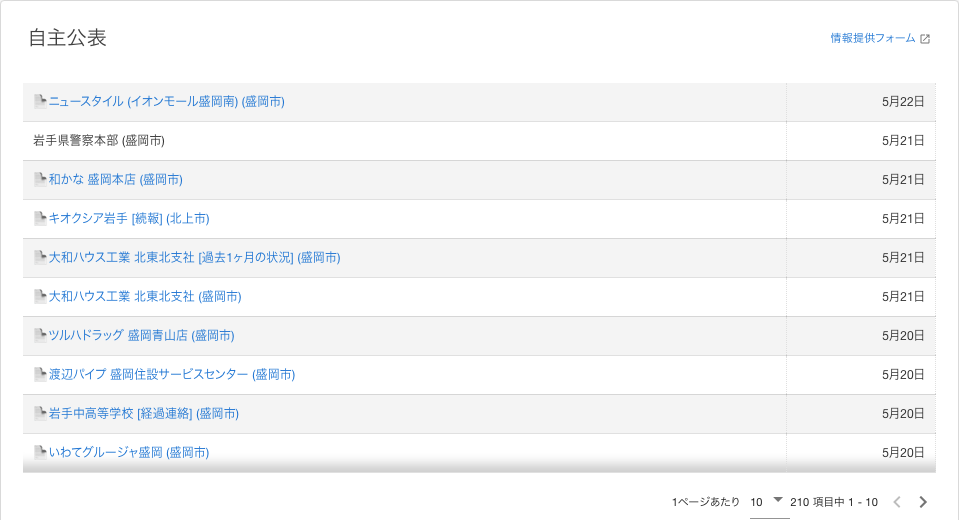 自主公表
情報提供フォーム
ニュースタイル (イオンモール盛岡南) (盛岡市) 5月22日
岩手県警察本部 (盛岡市) 5月21日
和かな 盛岡本店 (盛岡市) 5月21日
キオクシア岩手 [続報] (北上市) 5月21日
大和ハウス工業 北東北支社 [過去1ヶ月の状況] (盛岡市) 5月21日
大和ハウス工業 北東北支社 (盛岡市) 5月21日
ツルハドラッグ 盛岡青山店 (盛岡市) 5月20日
渡辺パイプ 盛岡住設サービスセンター (盛岡市) 5月20日
岩手中高等学校 [経過連絡] (盛岡市) 5月20日
いわてグルージャ盛岡 (盛岡市) 5月20日
1ページあたり 10 210 項目中 1 - 10